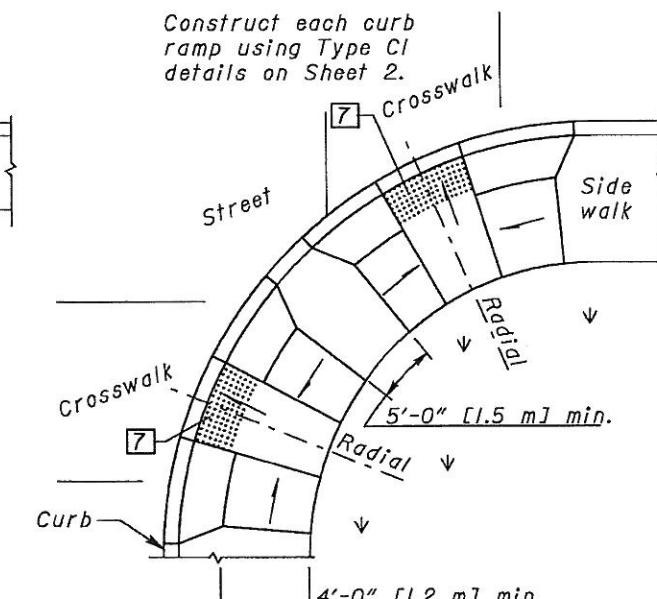 Construct each curb
ramp using Type C1
details on Sheet 2.
7
Crosswalk
Street
Side
walk
Radial
Crosswalk
7
Radial
5'-0" [1.5 m] min.
Curb
4'-0" [1.2 m] min.